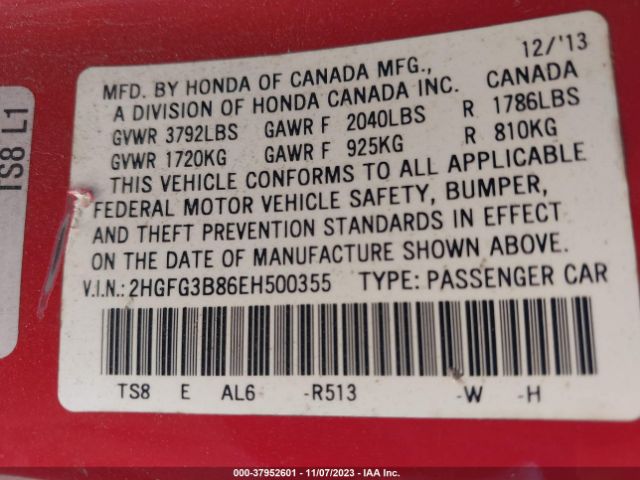 TS8 L1
12/'13
MFD. BY HONDA OF CANADA MFG., CANADA
A DIVISION OF HONDA CANADA INC.
GVWR 3792LBS GAWR F 2040LBS R 1786LBS
GVWR 1720KG GAWR F 925KG R 810KG
THIS VEHICLE CONFORMS TO ALL APPLICABLE
FEDERAL MOTOR VEHICLE SAFETY, BUMPER,
AND THEFT PREVENTION STANDARDS IN EFFECT
ON THE DATE OF MANUFACTURE SHOWN ABOVE.
V.I.N.: 2HGFG3B86EH500355 TYPE: PASSENGER CAR
TS8 E AL6 -R513 -W -H
000-37952601 - 11/07/2023 - IAA Inc.